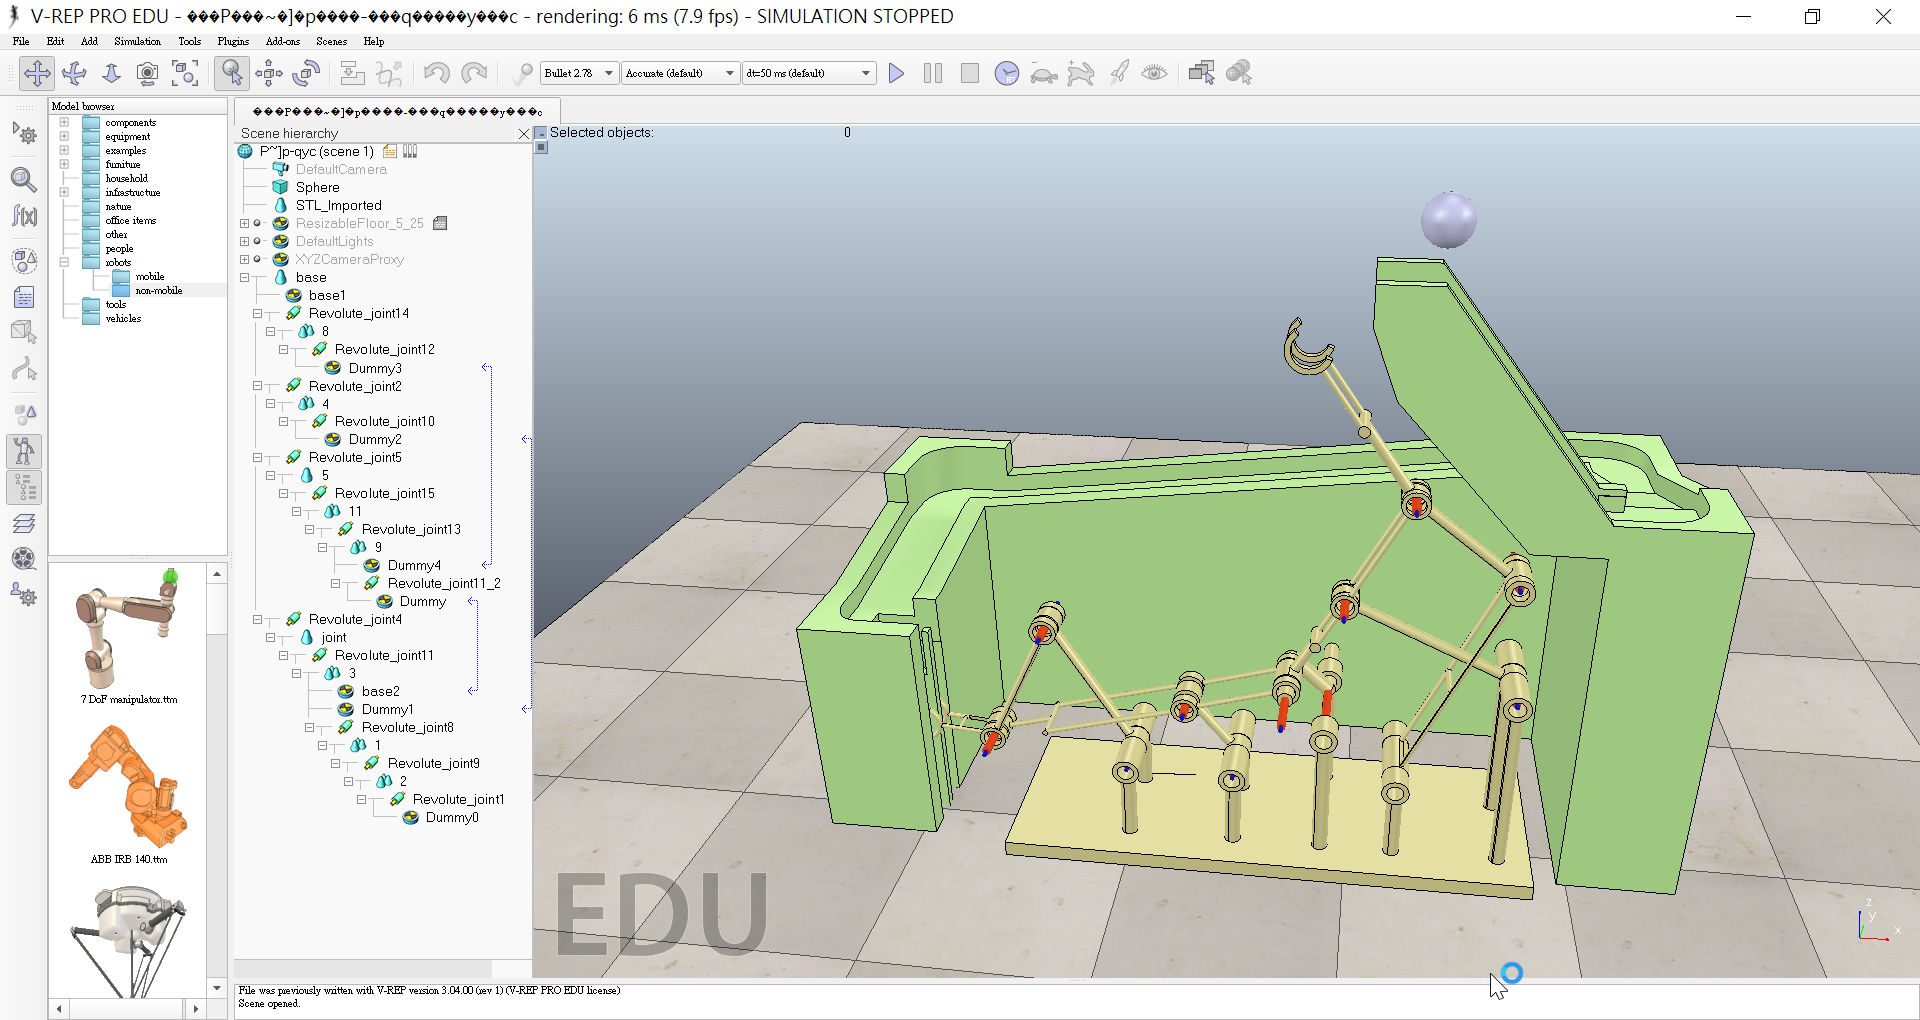 V-REP PRO EDU - ���P���~�]�p����-���q�����y���c - rendering: 6 ms (7.9 fps) - SIMULATION STOPPED
File Edit Add Simulation Tools Plugins Add-ons Scenes Help
Bullet 2.78 Accurate (default) dt=50 ms (default)
Model browser
components
equipment
examples
furniture
household
infrastructure
nature
office items
other
people
robots
mobile
non-mobile
tools
vehicles
7 DoF manipulator.ttm
ABB IRB 140.ttm
���P���~�]�p����-���q�����y���c
Scene hierarchy
P~]p-qyc (scene 1)
DefaultCamera
Sphere
STL_Imported
ResizableFloor_5_25
DefaultLights
XYZCameraProxy
base
base1
Revolute_joint14
8
Revolute_joint12
Dummy3
Revolute_joint2
4
Revolute_joint10
Dummy2
Revolute_joint5
5
Revolute_joint15
11
Revolute_joint13
9
Dummy4
Revolute_joint11_2
Dummy
Revolute_joint4
joint
Revolute_joint11
3
base2
Dummy1
Revolute_joint8
1
Revolute_joint9
2
Revolute_joint1
Dummy0
Selected objects: 0
EDU
z
y
x
File was previously written with V-REP version 3.04.00 (rev 1) (V-REP PRO EDU license)
Scene opened.